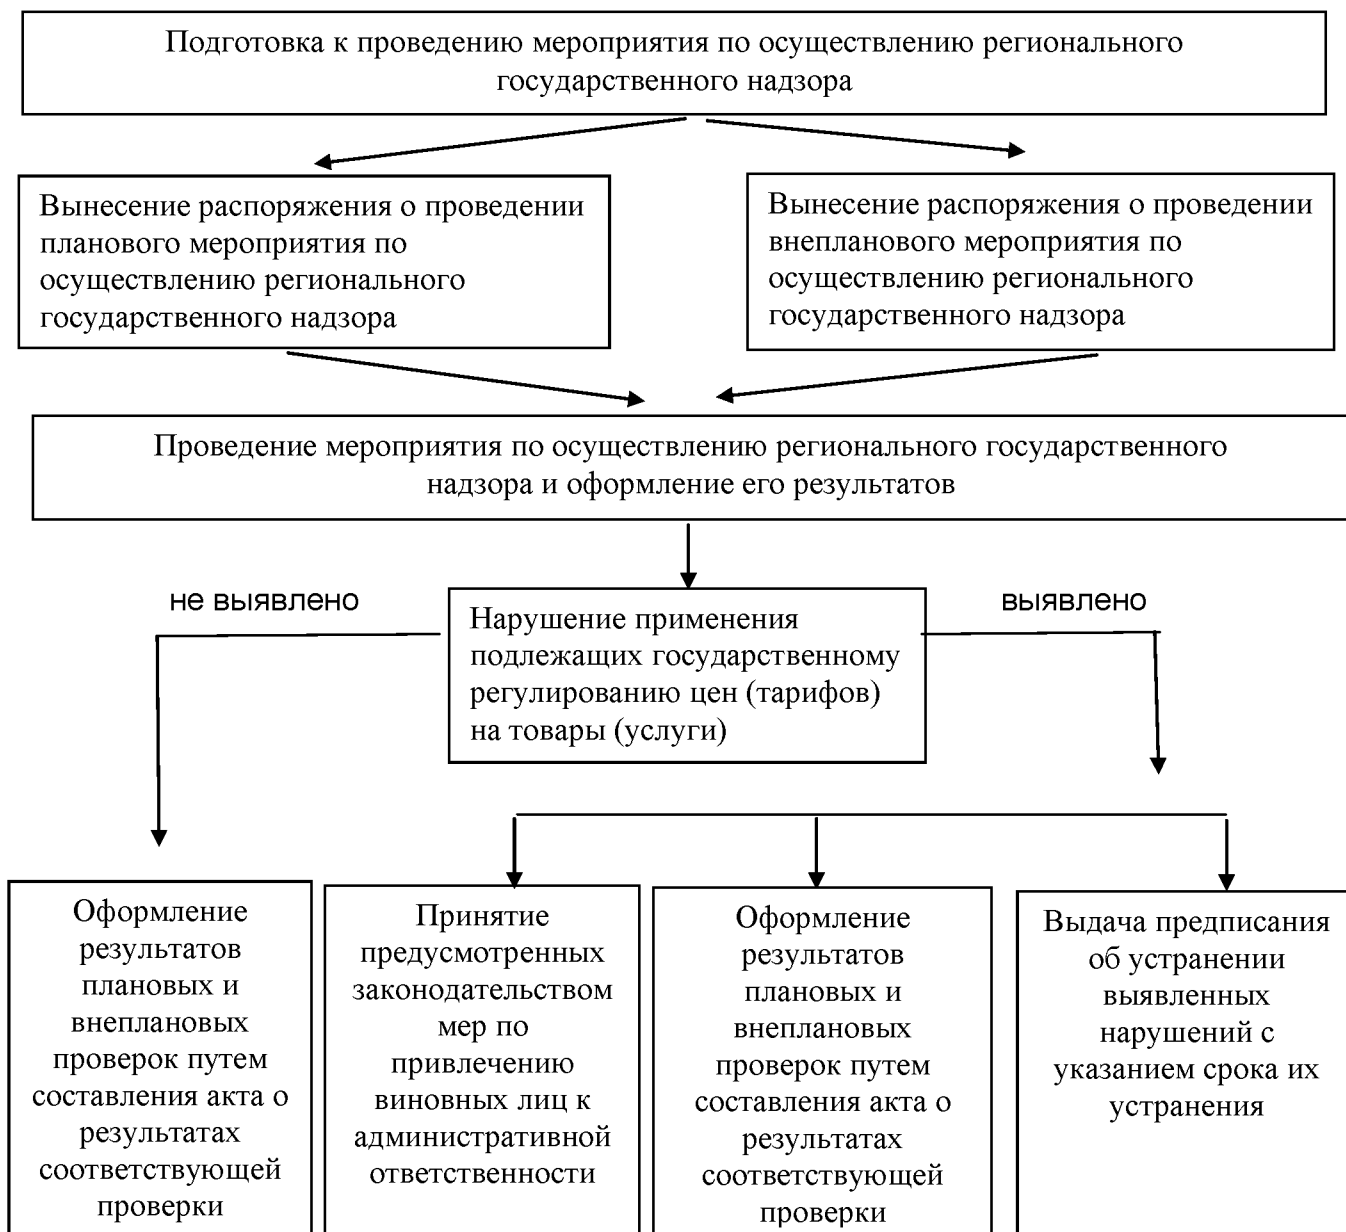 Подготовка к проведению мероприятия по осуществлению регионального
государственного надзора
Вынесение распоряжения о проведении
планового мероприятия по
осуществлению регионального
государственного надзора
Вынесение распоряжения о проведении
внепланового мероприятия по
осуществлению регионального
государственного надзора
Проведение мероприятия по осуществлению регионального государственного
надзора и оформление его результатов
не выявлено
Нарушение применения
подлежащих государственному
регулированию цен (тарифов)
на товары (услуги)
выявлено
Оформление
результатов
плановых и
внеплановых
проверок путем
составления акта о
результатах
соответствующей
проверки
Принятие
предусмотренных
законодательством
мер по
привлечению
виновных лиц к
административной
ответственности
Оформление
результатов
плановых и
внеплановых
проверок путем
составления акта о
результатах
соответствующей
проверки
Выдача предписания
об устранении
выявленных
нарушений с
указанием срока их
устранения